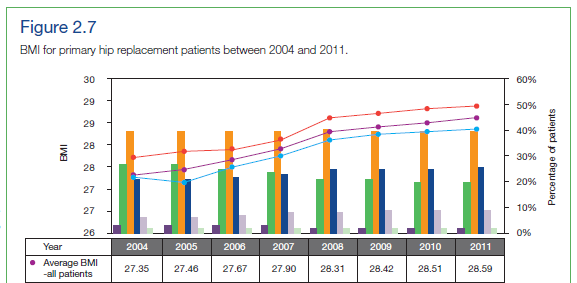 Figure 2.7
BMI for primary hip replacement patients between 2004 and 2011.
30 60%
29 50%
29 40%
28 30%
28 20%
27 10%
27 0%
26
BMI
Percentage of patients
Year 2004 2005 2006 2007 2008 2009 2010 2011
Average BMI
-all patients 27.35 27.46 27.67 27.90 28.31 28.42 28.51 28.59